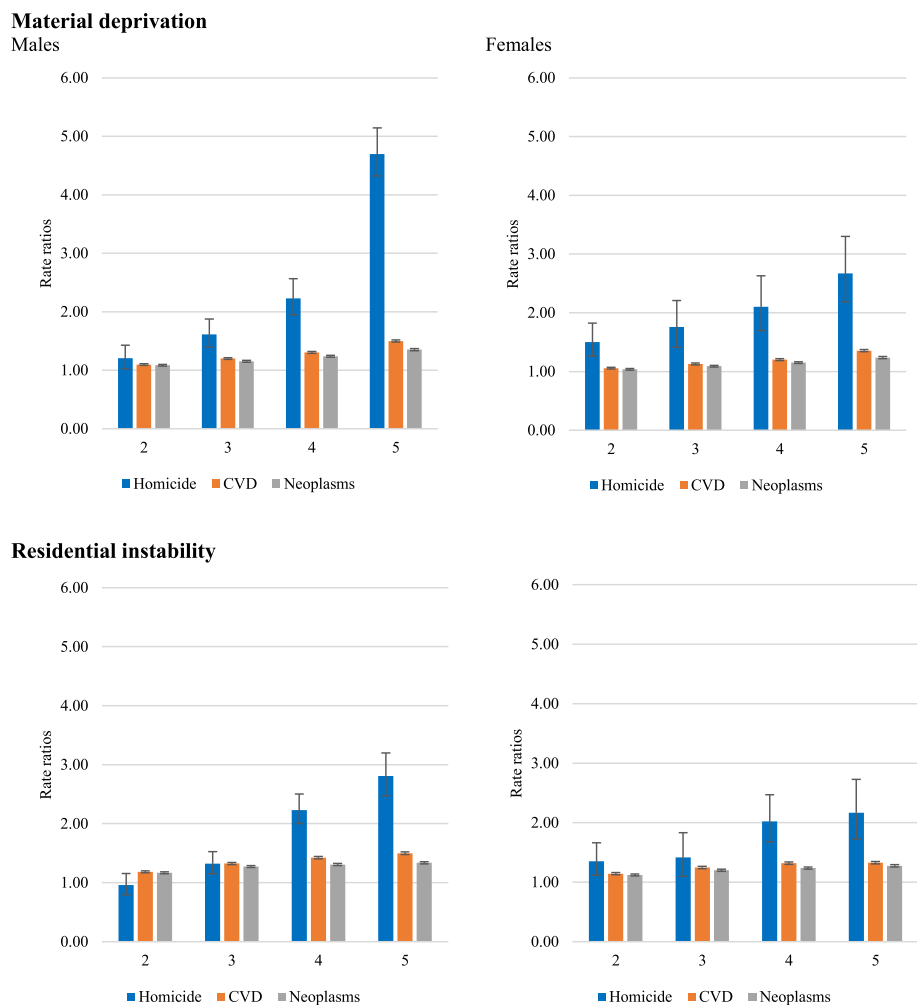 Material deprivation
Males
Females
6.00
5.00
4.00
3.00
2.00
1.00
0.00
Rate ratios
2 3 4 5
Homicide CVD Neoplasms
6.00
5.00
4.00
3.00
2.00
1.00
0.00
Rate ratios
2 3 4 5
Homicide CVD Neoplasms
Residential instability
6.00
5.00
4.00
3.00
2.00
1.00
0.00
Rate ratios
2 3 4 5
Homicide CVD Neoplasms
6.00
5.00
4.00
3.00
2.00
1.00
0.00
Rate ratios
2 3 4 5
Homicide CVD Neoplasms